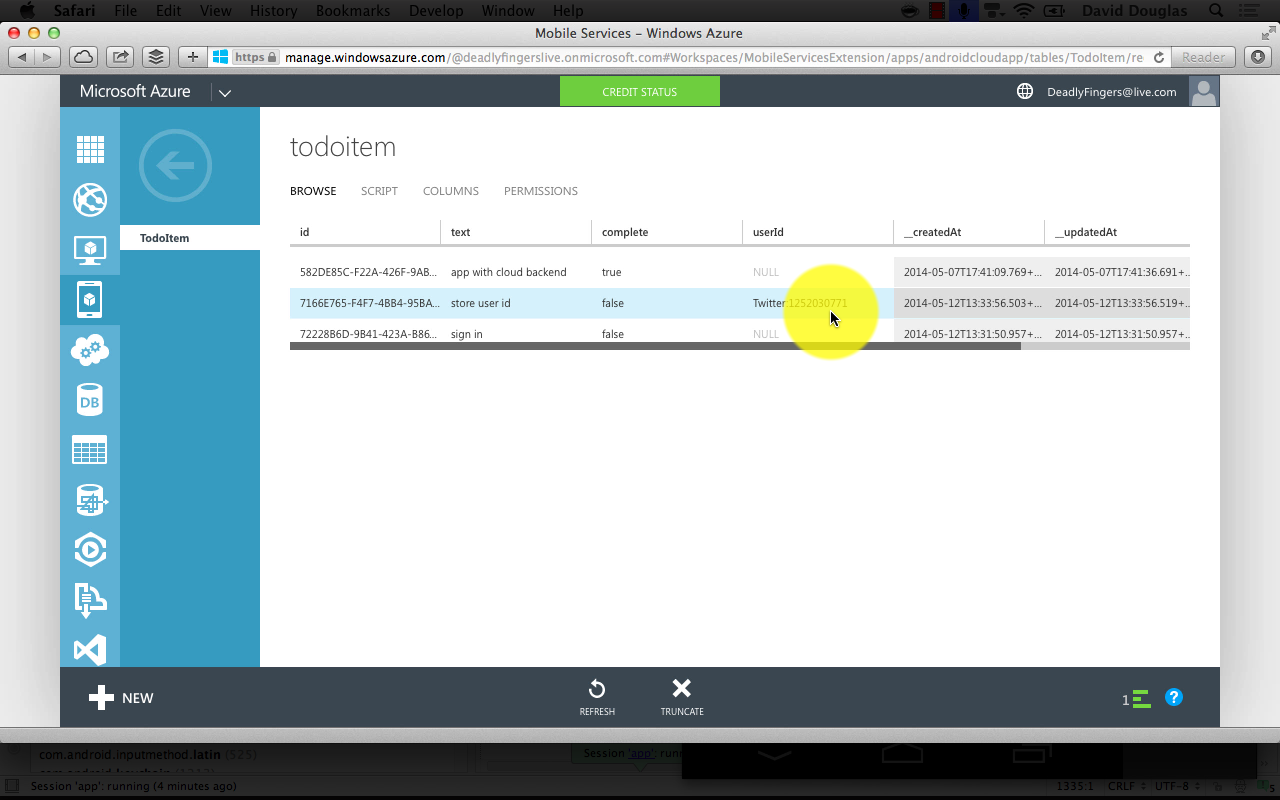 Safari File Edit View History Bookmarks Develop Window Help David Douglas
Mobile Services – Windows Azure
https manage.windowsazure.com/@deadlyfingerslive.onmicrosoft.com#Workspaces/MobileServicesExtension/apps/androidcloudapp/tables/TodoItem/re Reader
Microsoft Azure CREDIT STATUS DeadlyFingers@live.com
todoitem
BROWSE SCRIPT COLUMNS PERMISSIONS
TodoItem
id text complete userId __createdAt __updatedAt
582DE85C-F22A-426F-9AB... app with cloud backend true NULL 2014-05-07T17:41:09.769+... 2014-05-07T17:41:36.691+...
7166E765-F4F7-4BB4-95BA... store user id false Twitter:1252030771 2014-05-12T13:33:56.503+... 2014-05-12T13:33:56.519+...
72228B6D-9B41-423A-B86... sign in false NULL 2014-05-12T13:31:50.957+... 2014-05-12T13:31:50.957+...
DB
NEW REFRESH TRUNCATE 1 ?
com.android.inputmethod.latin (525)
Session 'app': runn
Session 'app': running (4 minutes ago) 1335:1 CRLF UTF-8